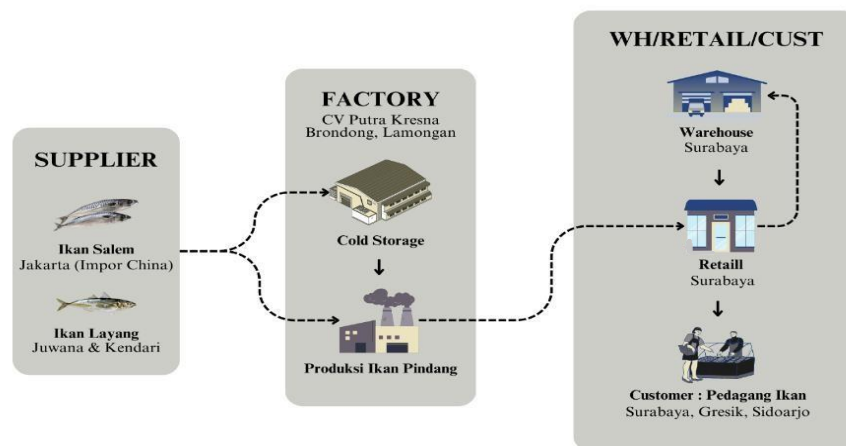 SUPPLIER
Ikan Salem
Jakarta (Impor China)
Ikan Layang
Juwana & Kendari
FACTORY
CV Putra Kresna
Brondong, Lamongan
Cold Storage
Produksi Ikan Pindang
WH/RETAIL/CUST
Warehouse
Surabaya
Retaill
Surabaya
Customer : Pedagang Ikan
Surabaya, Gresik, Sidoarjo